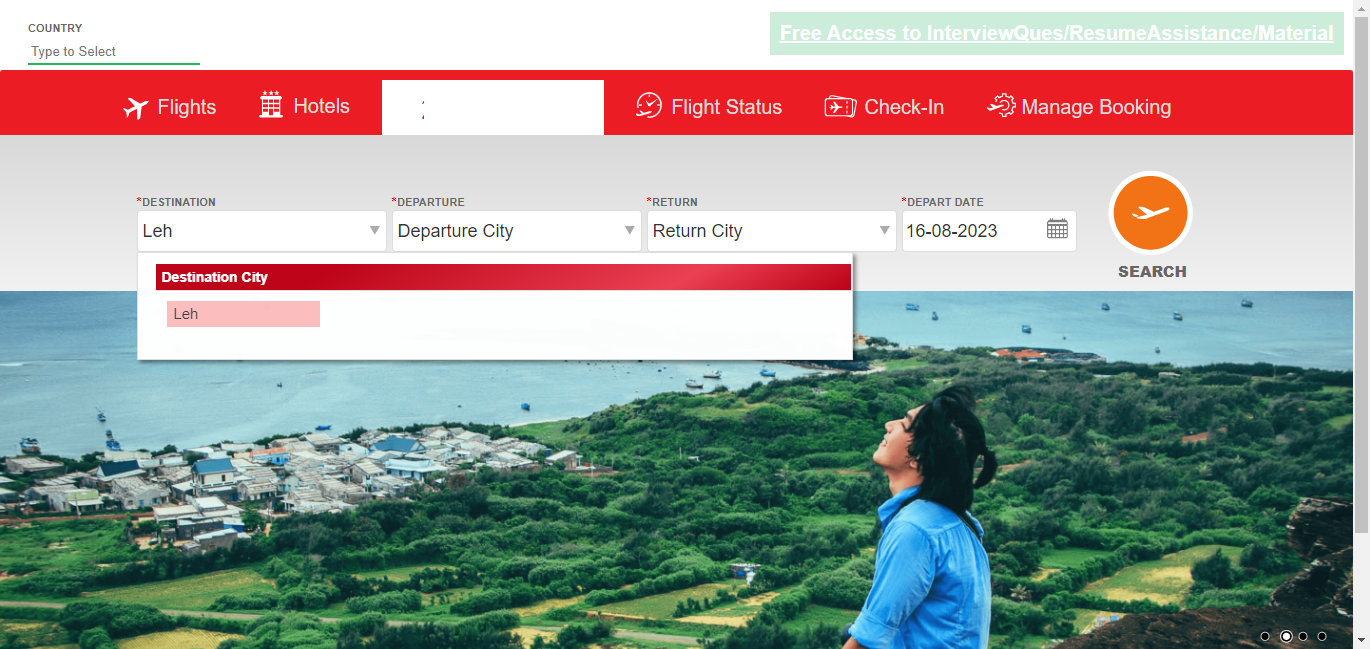 COUNTRY
Type to Select
Free Access to InterviewQues/ResumeAssistance/Material
Flights
Hotels
Flight Status
Check-In
Manage Booking
*DESTINATION
*DEPARTURE
*RETURN
*DEPART DATE
Leh
Departure City
Return City
16-08-2023
SEARCH
Destination City
Leh